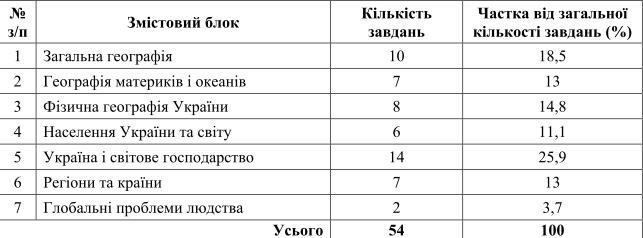 № з/п Змістовий блок Кількість завдань Частка від загальної кількості завдань (%)
1 Загальна географія 10 18,5
2 Географія материків і океанів 7 13
3 Фізична географія України 8 14,8
4 Населення України та світу 6 11,1
5 Україна і світове господарство 14 25,9
6 Регіони та країни 7 13
7 Глобальні проблеми людства 2 3,7
Усього 54 100